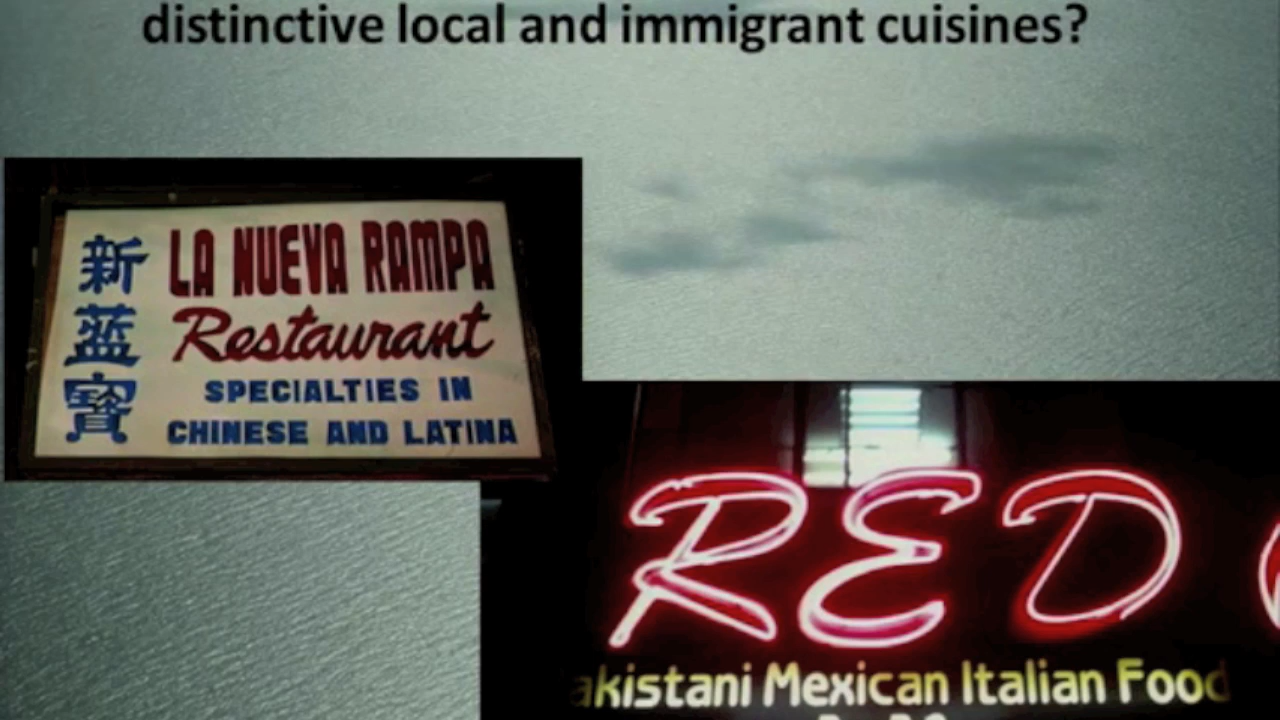 distinctive local and immigrant cuisines?
新藍寶
LA NUEVA RAMPA
Restaurant
SPECIALTIES IN
CHINESE AND LATINA
RED
akistani Mexican Italian Food